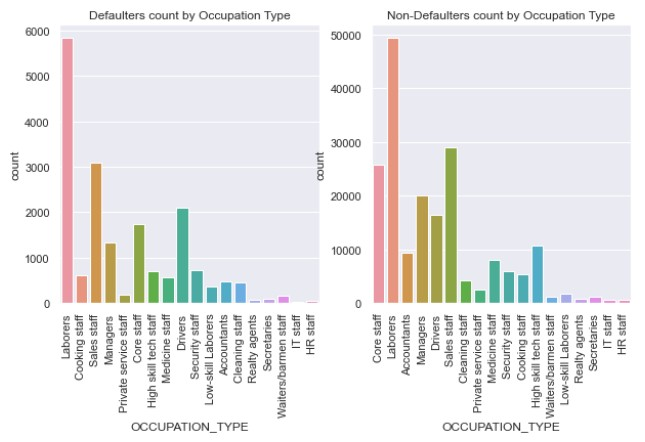 Defaulters count by Occupation Type
6000
5000
4000
3000
2000
1000
0
count
Laborers
Cooking staff
Sales staff
Managers
Private service staff
Core staff
High skill tech staff
Medicine staff
Drivers
Security staff
Low-skill Laborers
Accountants
Cleaning staff
Realty agents
Secretaries
Waiters/barmen staff
IT staff
HR staff
OCCUPATION_TYPE
Non-Defaulters count by Occupation Type
50000
40000
30000
20000
10000
0
count
Core staff
Laborers
Accountants
Managers
Drivers
Sales staff
Cleaning staff
Private service staff
Medicine staff
Security staff
Cooking staff
High skill tech staff
Waiters/barmen staff
Low-skill Laborers
Realty agents
Secretaries
IT staff
HR staff
OCCUPATION_TYPE